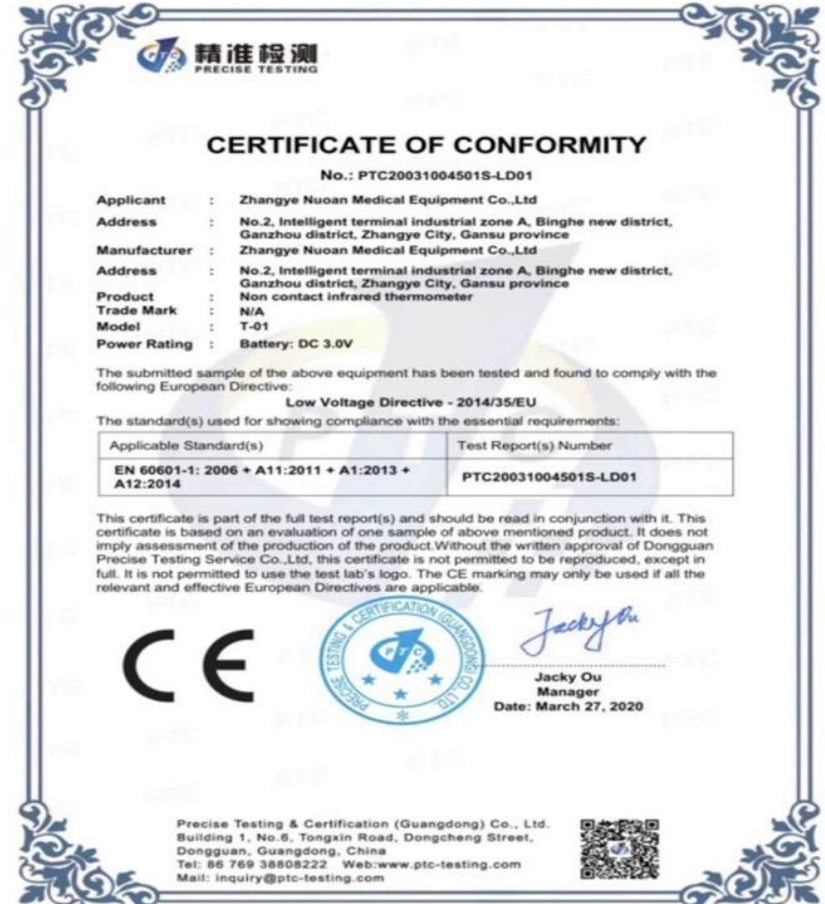 PTC 精准检测
PRECISE TESTING
CERTIFICATE OF CONFORMITY
No.: PTC20031004501S-LD01
Applicant : Zhangye Nuoan Medical Equipment Co.,Ltd
Address : No.2, Intelligent terminal industrial zone A, Binghe new district,
Ganzhou district, Zhangye City, Gansu province
Manufacturer : Zhangye Nuoan Medical Equipment Co.,Ltd
Address : No.2, Intelligent terminal industrial zone A, Binghe new district,
Ganzhou district, Zhangye City, Gansu province
Product : Non contact infrared thermometer
Trade Mark : N/A
Model : T-01
Power Rating : Battery: DC 3.0V
The submitted sample of the above equipment has been tested and found to comply with the
following European Directive:
Low Voltage Directive - 2014/35/EU
The standard(s) used for showing compliance with the essential requirements:
Applicable Standard(s) Test Report(s) Number
EN 60601-1: 2006 + A11:2011 + A1:2013 +
A12:2014
PTC20031004501S-LD01
This certificate is part of the full test report(s) and should be read in conjunction with it. This
certificate is based on an evaluation of one sample of above mentioned product. It does not
imply assessment of the production of the product.Without the written approval of Dongguan
Precise Testing Service Co.,Ltd, this certificate is not permitted to be reproduced, except in
full. It is not permitted to use the test lab's logo. The CE marking may only be used if all the
relevant and effective European Directives are applicable.
CE
PRECISE TESTING & CERTIFICATION (GUANGDONG) CO., LTD
PTC
Jacky Ou
Jacky Ou
Manager
Date: March 27, 2020
Precise Testing & Certification (Guangdong) Co., Ltd.
Building 1, No.6, Tongxin Road, Dongcheng Street,
Dongguan, Guangdong, China
Tel: 86 769 38808222 Web:www.ptc-testing.com
Mail: inquiry@ptc-testing.com